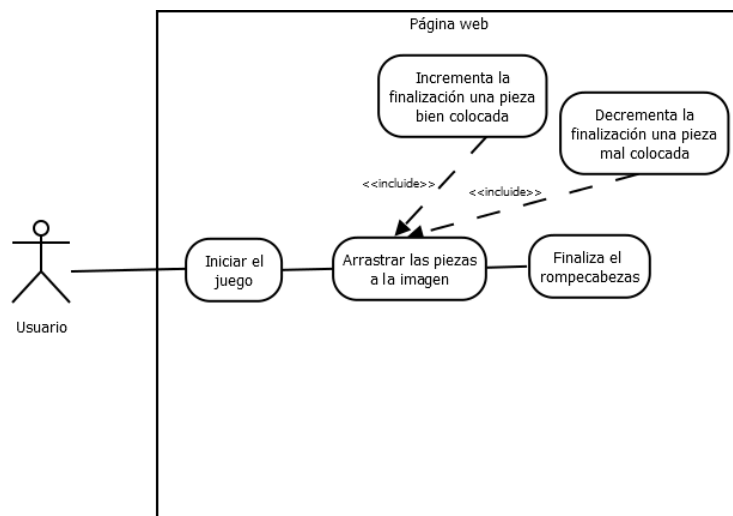 Página web
Incrementa la
finalización una pieza
bien colocada
Decrementa la
finalización una pieza
mal colocada
<<incluide>>
<<incluide>>
Iniciar el
juego
Arrastrar las piezas
a la imagen
Finaliza el
rompecabezas
Usuario